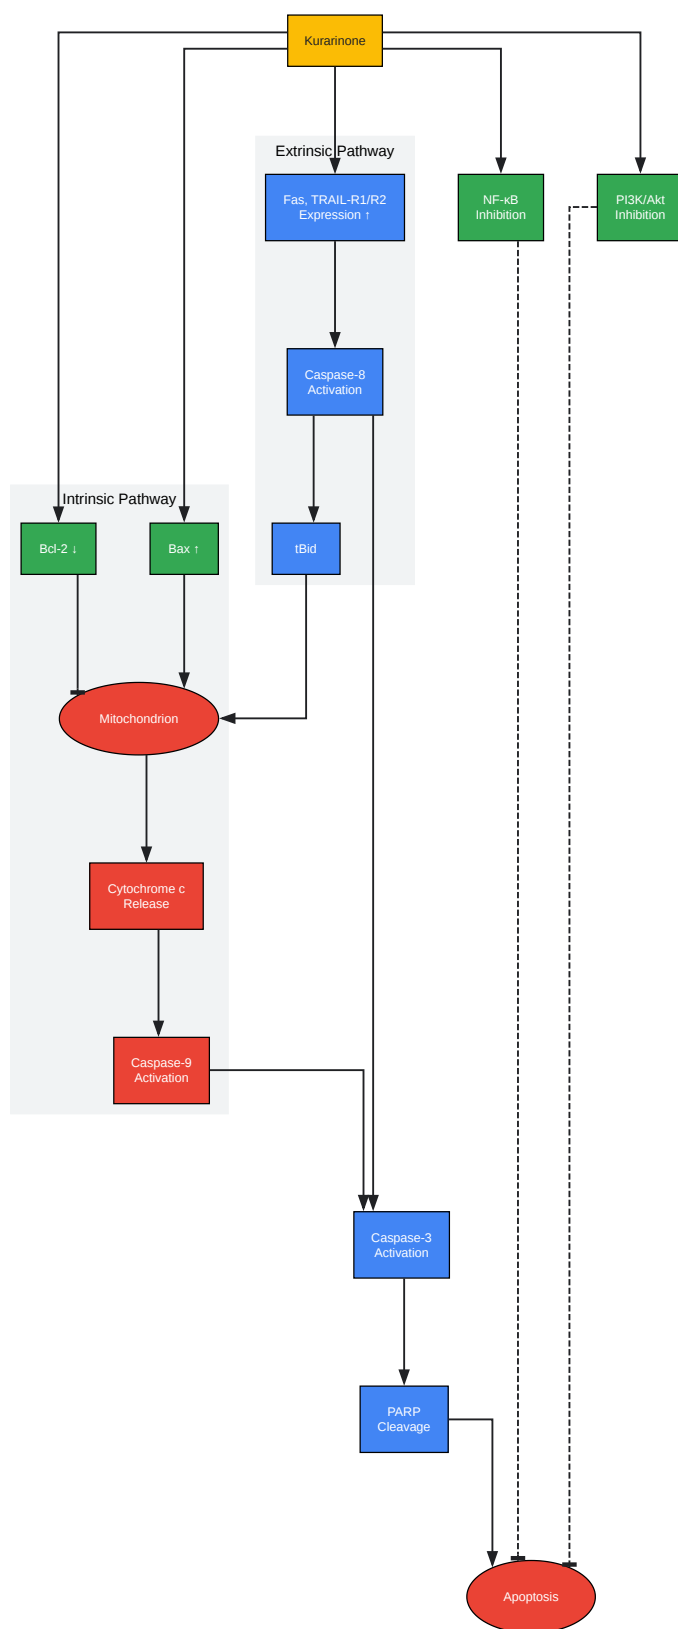 Kurarinone
Extrinsic Pathway
Fas, TRAIL-R1/R2
Expression ↑
NF-κB
Inhibition
PI3K/Akt
Inhibition
Caspase-8
Activation
Intrinsic Pathway
Bcl-2 ↓
Bax ↑
tBid
Mitochondrion
Cytochrome c
Release
Caspase-9
Activation
Caspase-3
Activation
PARP
Cleavage
Apoptosis